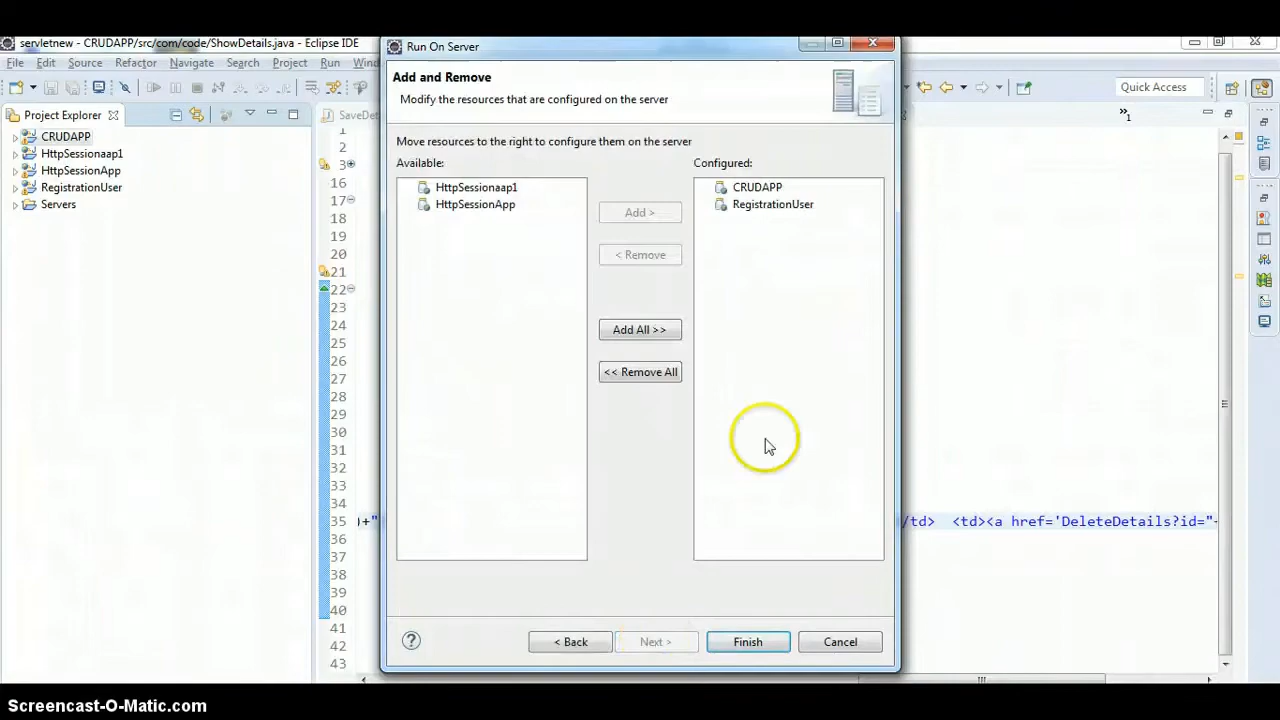 servletnew - CRUDAPP/src/com/code/ShowDetails.java - Eclipse IDE
File Edit Source Refactor Navigate Search Project Run Wind
Quick Access
Project Explorer
CRUDAPP
HttpSessionaap1
HttpSessionApp
RegistrationUser
Servers
SaveDet
1
1
2
3
16
17
18
19
20
21
22
23
24
25
26
27
28
29
30
31
32
33
34
35 )+" /td> <td><a href='DeleteDetails?id="+
36
37
38
39
40
41
42
43
Run On Server
Add and Remove
Modify the resources that are configured on the server
Move resources to the right to configure them on the server
Available:
HttpSessionaap1
HttpSessionApp
Add >
< Remove
Add All >>
<< Remove All
Configured:
CRUDAPP
RegistrationUser
?
< Back
Next >
Finish
Cancel
Screencast-O-Matic.com